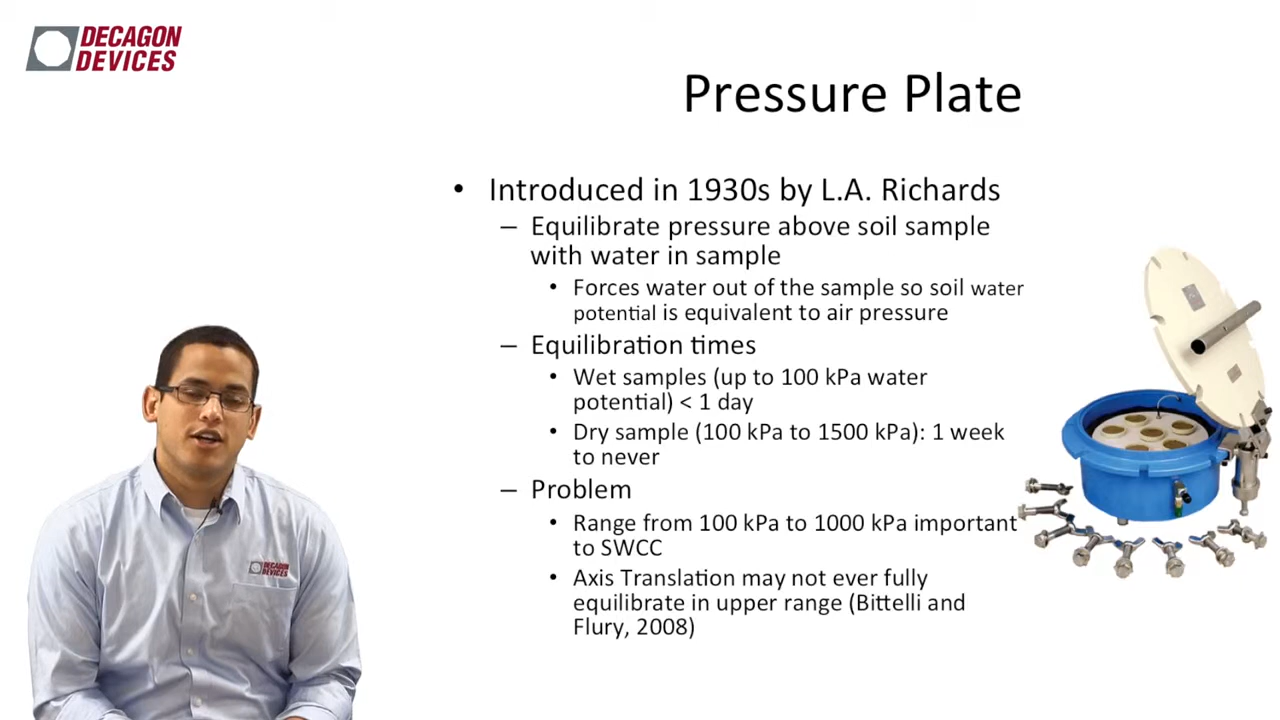 DECAGON
DEVICES
Pressure Plate
• Introduced in 1930s by L.A. Richards
– Equilibrate pressure above soil sample
with water in sample
• Forces water out of the sample so soil water
potential is equivalent to air pressure
– Equilibration times
• Wet samples (up to 100 kPa water
potential) < 1 day
• Dry sample (100 kPa to 1500 kPa): 1 week
to never
– Problem
• Range from 100 kPa to 1000 kPa important
to SWCC
• Axis Translation may not ever fully
equilibrate in upper range (Bittelli and
Flury, 2008)
DECAGON
DEVICES